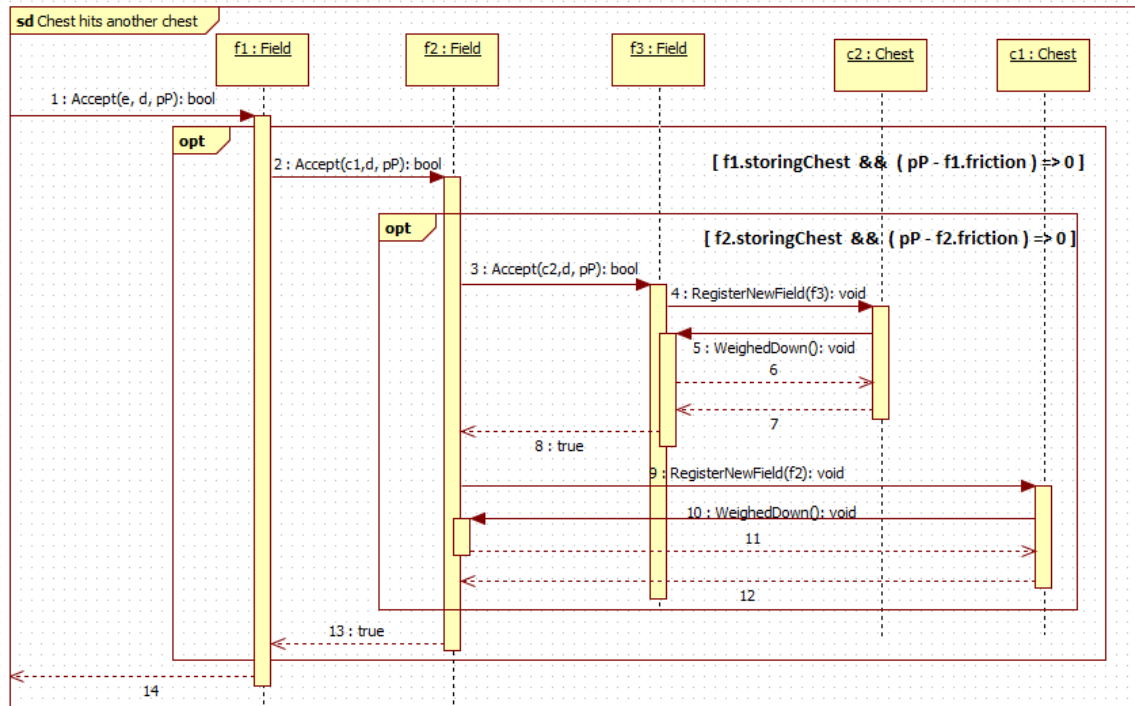 sd Chest hits another chest
f1 : Field
f2 : Field
f3 : Field
c2 : Chest
c1 : Chest
1 : Accept(e, d, pP): bool
opt
[ f1.storingChest && ( pP - f1.friction ) => 0 ]
2 : Accept(c1,d, pP): bool
opt
[ f2.storingChest && ( pP - f2.friction ) => 0 ]
3 : Accept(c2,d, pP): bool
4 : RegisterNewField(f3): void
5 : WeighedDown(): void
6
7
8 : true
9 : RegisterNewField(f2): void
10 : WeighedDown(): void
11
12
13 : true
14